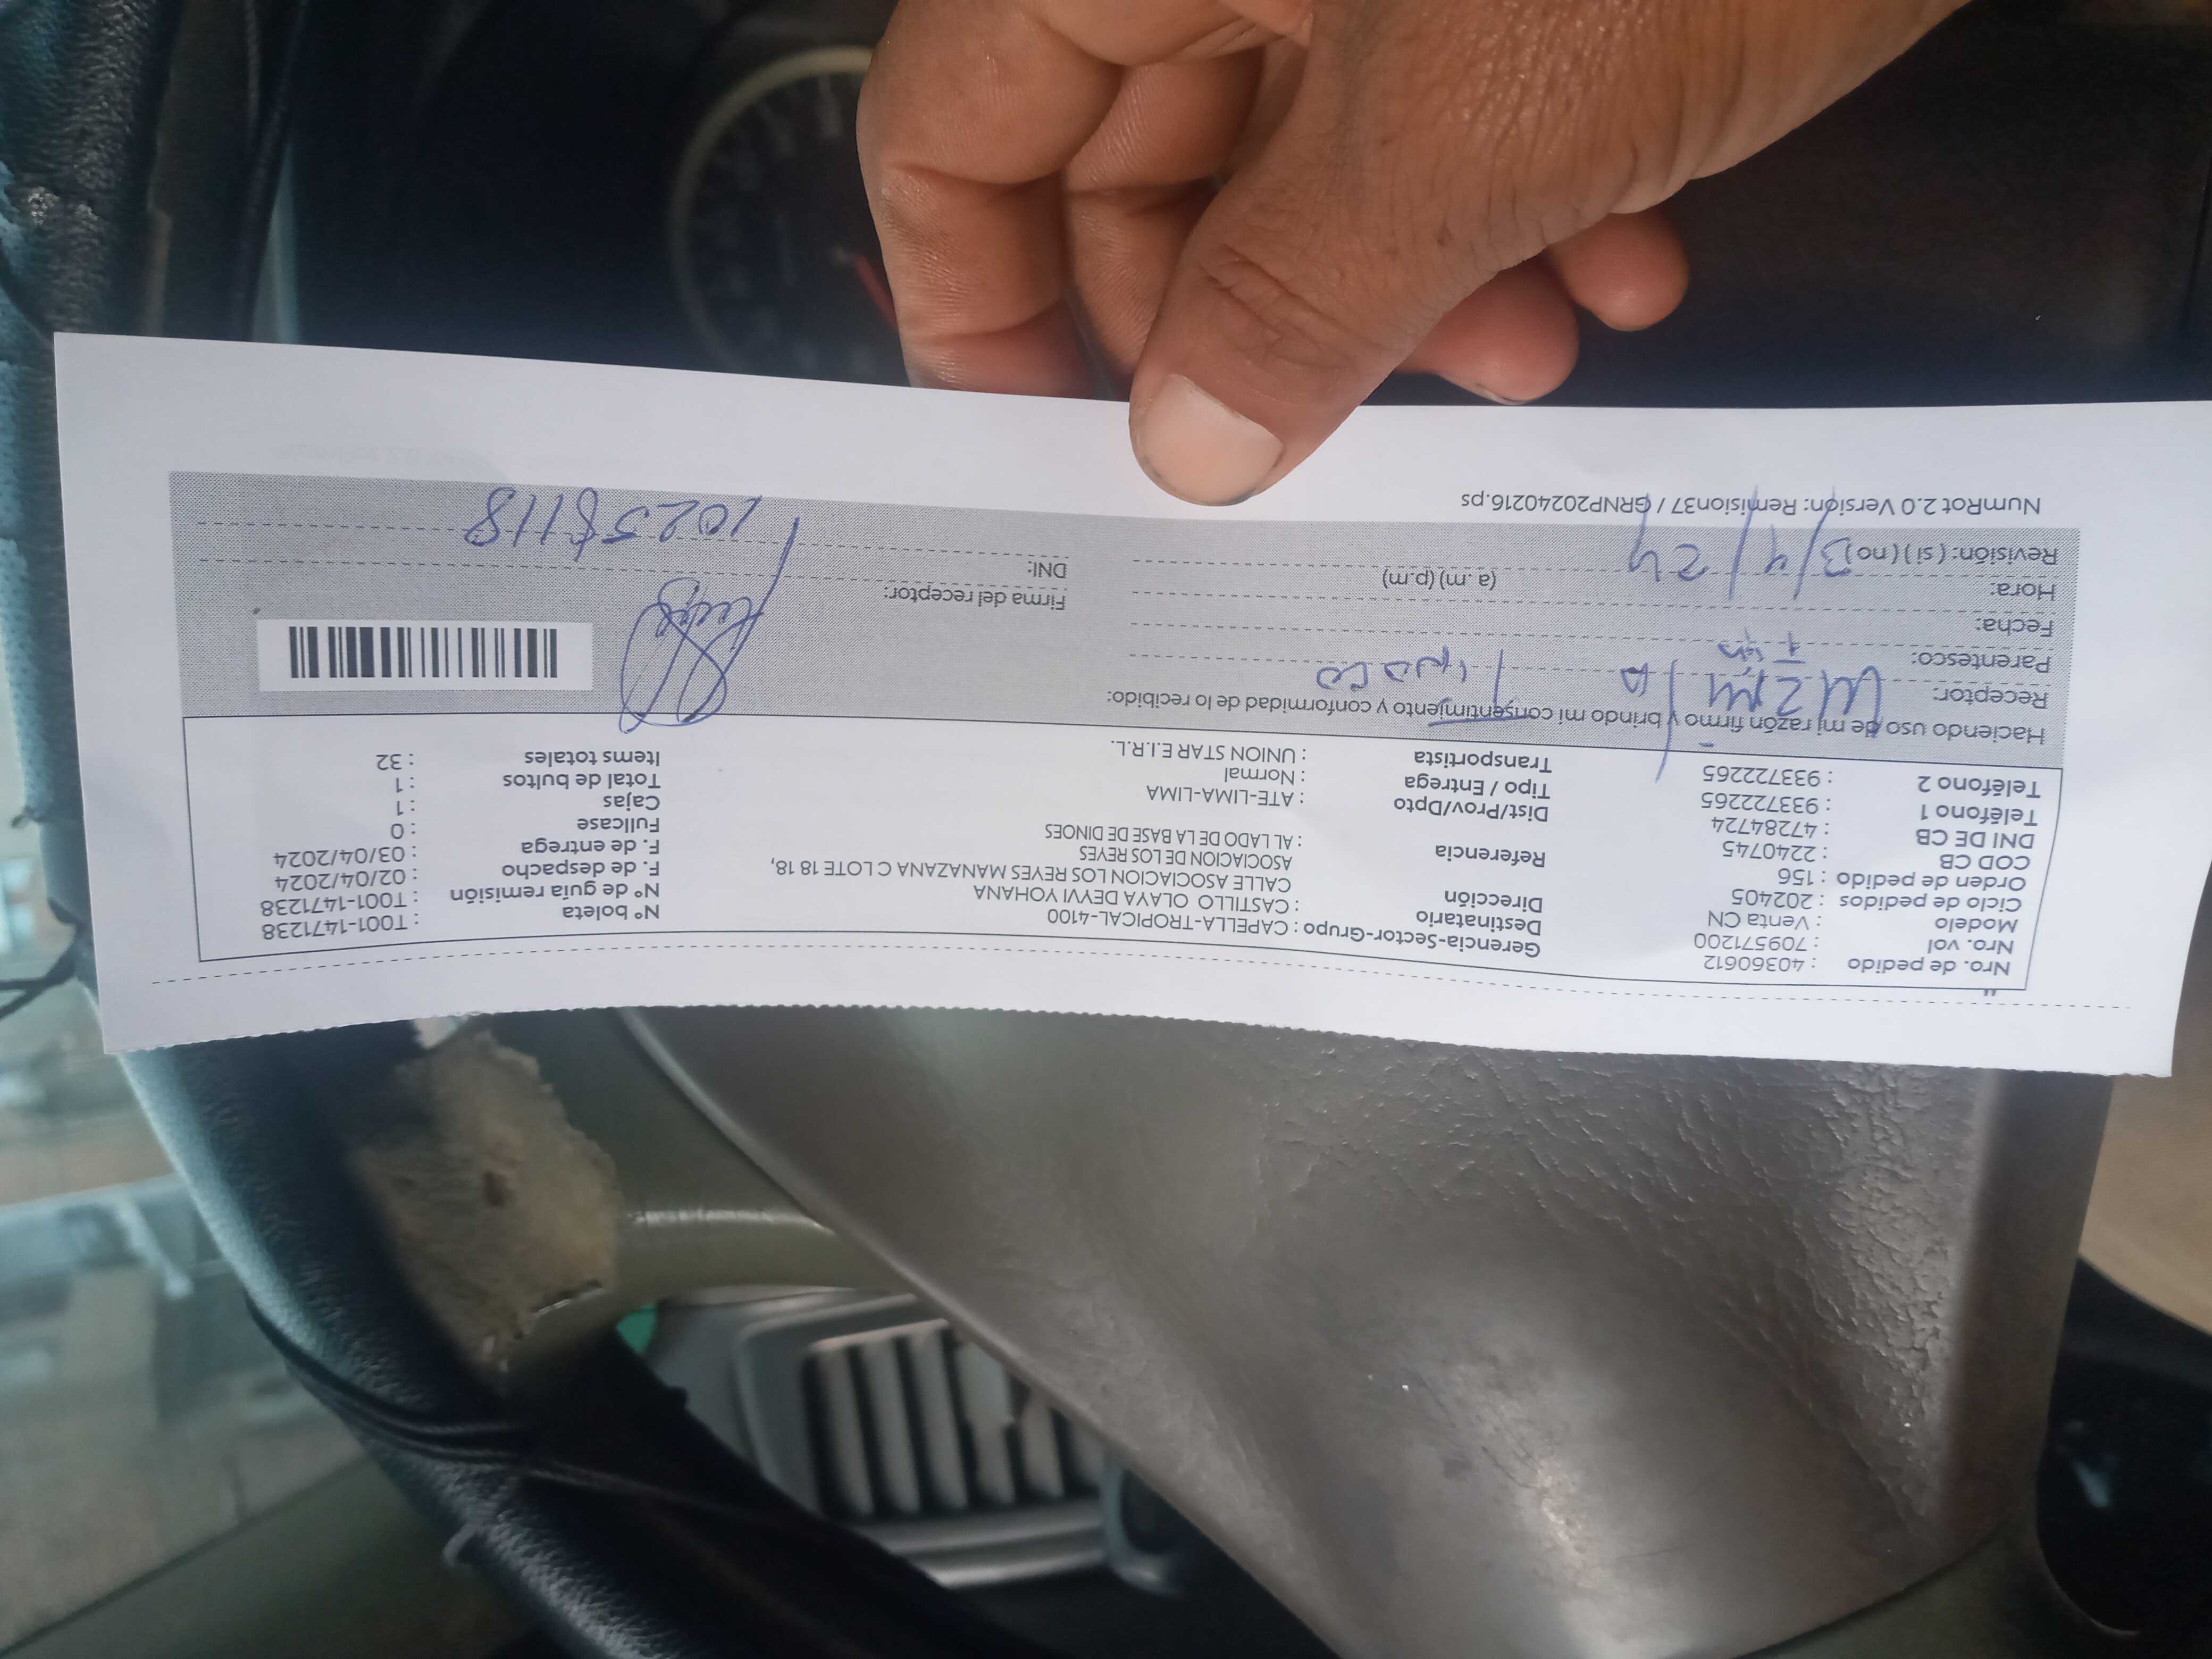 Nro. de pedido : 40360612
Nro. vol : 709571200
Modelo : Venta CN
Ciclo de pedidos : 202405
Orden de pedido : 156
COD CB : 2240745
DNI DE CB : 47284724
Teléfono 1 : 933722265
Teléfono 2 : 933722265
Gerencia-Sector-Grupo : CAPELLA-TROPICAL-4100
Destinatario : CASTILLO OLAYA DEYVI YOHANA
Dirección CALLE ASOCIACION LOS REYES MANAZANA C LOTE 18 18,
ASOCIACION DE LOS REYES
Referencia : AL LADO DE LA BASE DE DINOES
Dist/Prov/Dpto : ATE-LIMA-LIMA
Tipo / Entrega : Normal
Transportista : UNION STAR E.I.R.L.
N° boleta : T001-1471238
N° de guía remisión : T001-1471238
F. de despacho : 02/04/2024
F. de entrega : 03/04/2024
Fullcase : 0
Cajas : 1
Total de bultos : 1
Items totales : 32
Haciendo uso de mi razón firmo y brindo mi consentimiento y conformidad de lo recibido:
Receptor:
Parentesco:
Fecha:
Hora: (a. m) (p.m)
Revisión: ( si ) ( no) 3/4/24
Firma del receptor:
DNI: 10258118
NumRot 2.0 Versión: Remision37 / GRNP20240216.ps